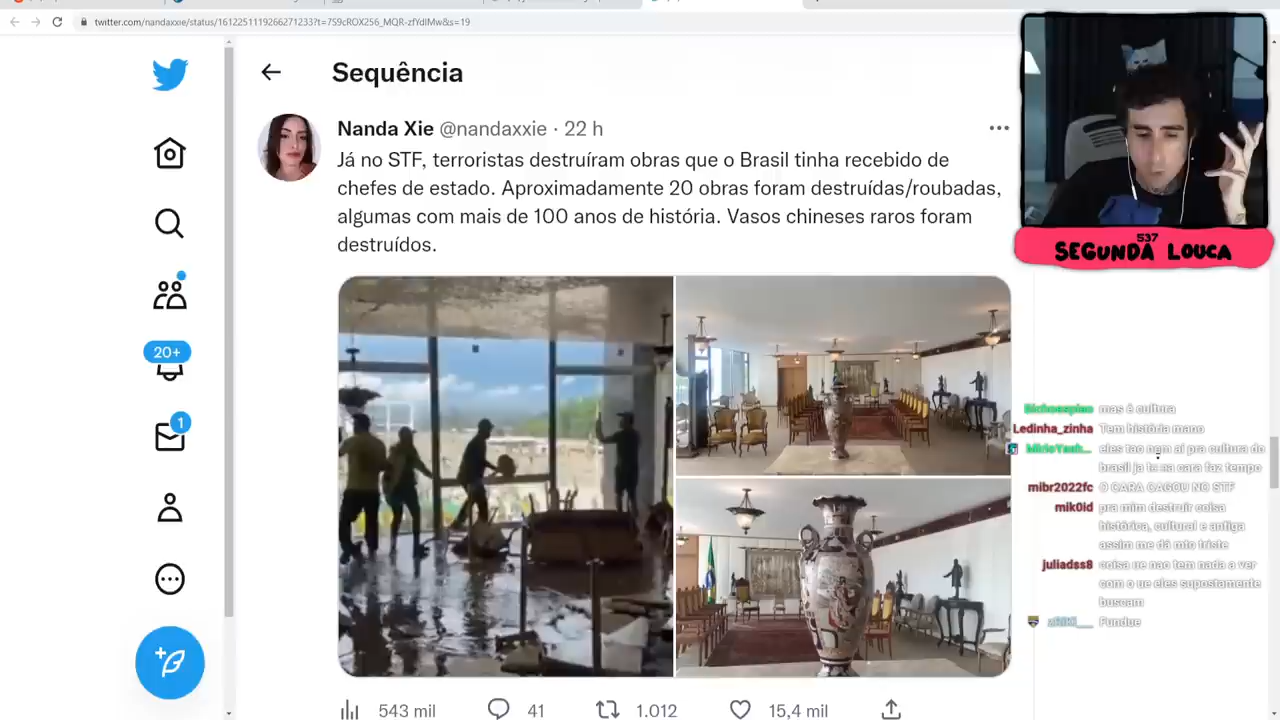 twitter.com/nandaxxie/status/1612251119266271233?t=7S9cROX256_MQR-zfYdIMw&s=19
Sequência
Nanda Xie @nandaxxie · 22 h
Já no STF, terroristas destruíram obras que o Brasil tinha recebido de
chefes de estado. Aproximadamente 20 obras foram destruídas/roubadas,
algumas com mais de 100 anos de história. Vasos chineses raros foram
destruídos.
20+
1
543 mil
41
1.012
15,4 mil
537
SEGUNDA LOUCA
mas é cultura
Ledinha_zinha Tem história mano
eles tao nem aí pra cultura do
brasil ja ta na cara faz tempo
mibr2022fc O CARA CAGOU NO STF
mik0id pra mim destruir coisa
histórica, cultural e antiga
assim me dá mto triste
juliadss8 coisa ue nao tem nada a ver
com o ue eles supostamente
buscam
Fundue